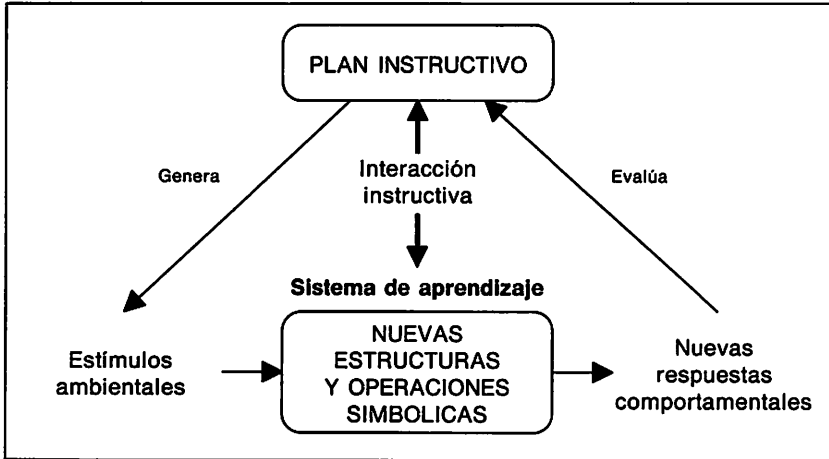 PLAN INSTRUCTIVO
Genera
Interacción
instructiva
Evalúa
Sistema de aprendizaje
Estímulos
ambientales
NUEVAS
ESTRUCTURAS
Y OPERACIONES
SIMBOLICAS
Nuevas
respuestas
comportamentales